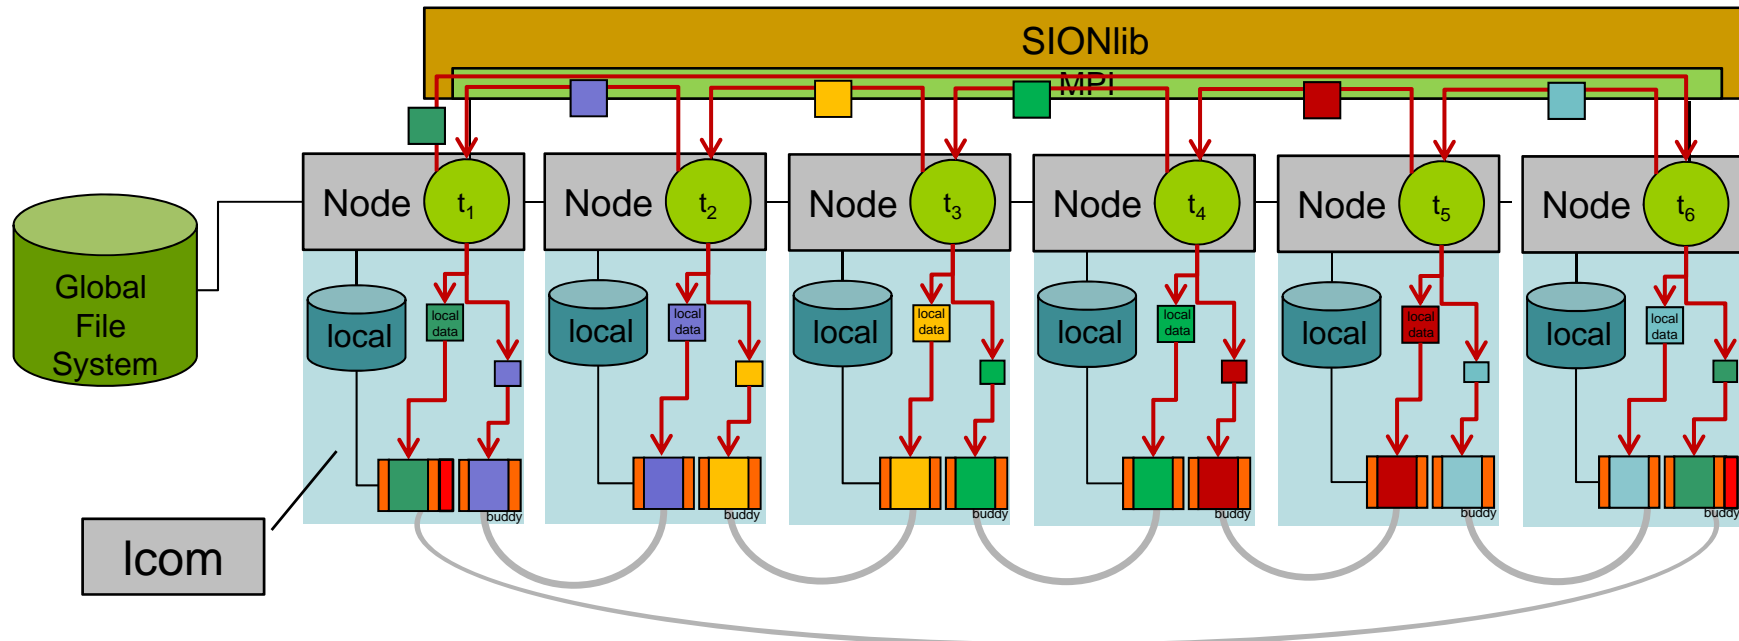 SIONlib
MPI
Node t1
Node t2
Node t3
Node t4
Node t5
Node t6
Global
File
System
local
local
data
local
local
data
local
local
data
local
local
data
local
local
data
local
local
data
buddy
buddy
buddy
buddy
buddy
buddy
lcom